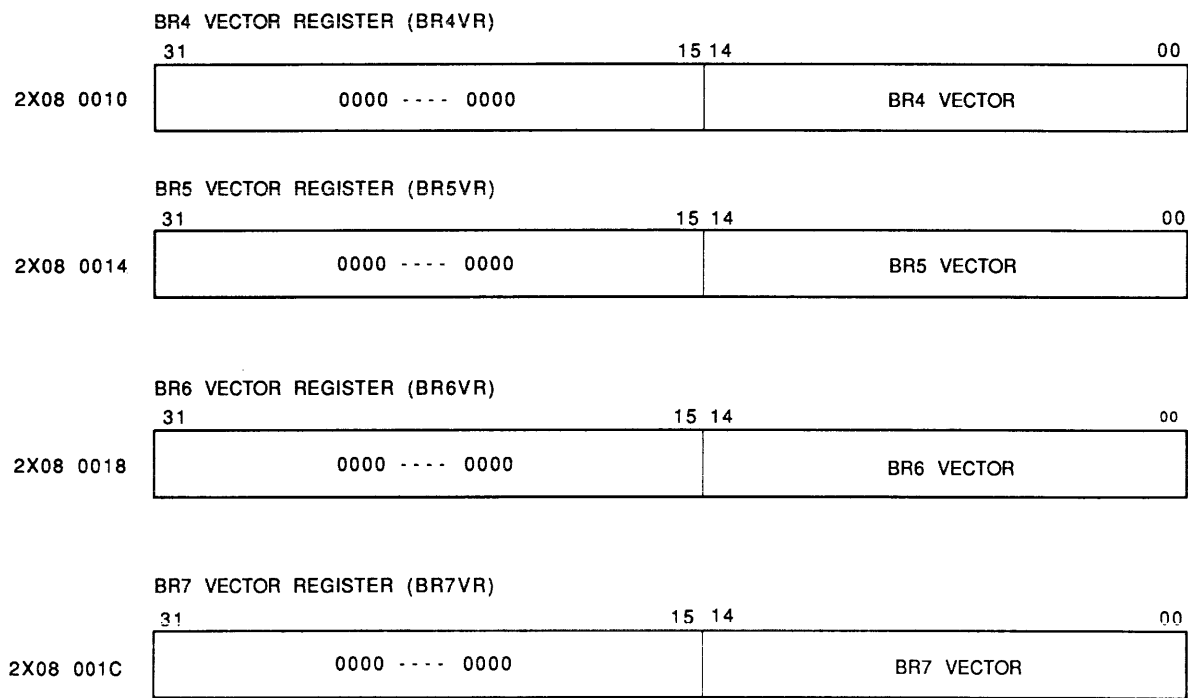 BR4 VECTOR REGISTER (BR4VR)
31 15 14 00
2X08 0010 0000 ---- 0000 BR4 VECTOR
BR5 VECTOR REGISTER (BR5VR)
31 15 14 00
2X08 0014 0000 ---- 0000 BR5 VECTOR
BR6 VECTOR REGISTER (BR6VR)
31 15 14 00
2X08 0018 0000 ---- 0000 BR6 VECTOR
BR7 VECTOR REGISTER (BR7VR)
31 15 14 00
2X08 001C 0000 ---- 0000 BR7 VECTOR